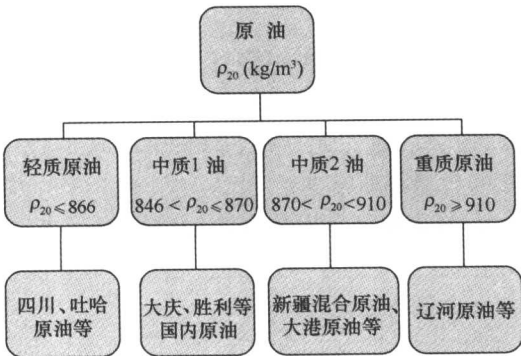 原 油
ρ₂₀ (kg/m³)
轻质原油
ρ₂₀≤866
中质1 油
846 < ρ₂₀≤870
中质2 油
870< ρ₂₀<910
重质原油
ρ₂₀≥910
四川、吐哈
原油等
大庆、胜利等
国内原油
新疆混合原油、
大港原油等
辽河原油等